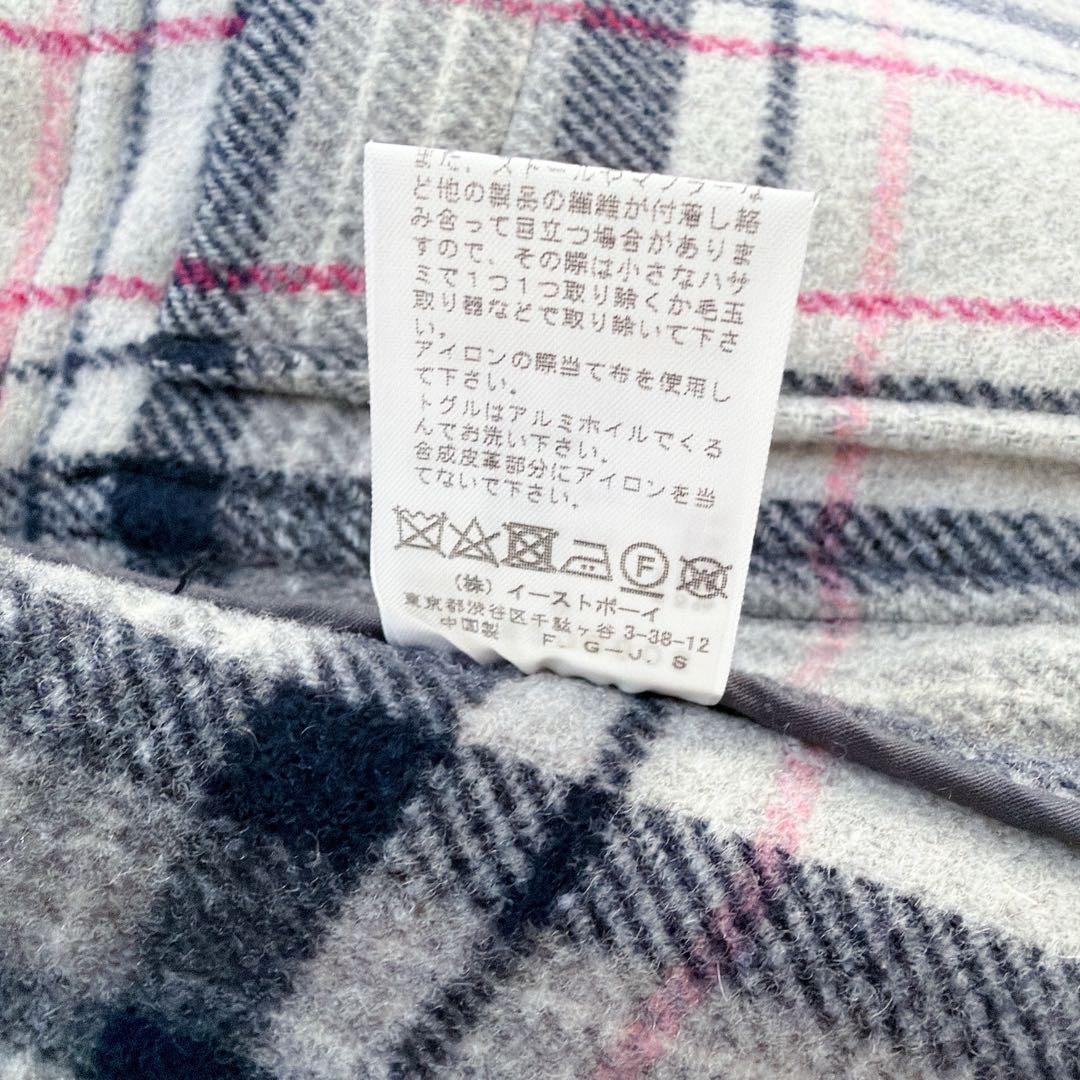 また、ストールやマフラーな
ど他の製品の繊維が付着し絡
み合って目立つ場合がありま
すので、その際は小さなハサ
ミで1つ1つ取り除くか毛玉
取り器などで取り除いて下さ
い。
アイロンの際当て布を使用し
て下さい。
トグルはアルミホイルでくる
んでお洗い下さい。
合成皮革部分にアイロンを当
てないで下さい。
F W
(株) イーストボーイ
東京都渋谷区千駄ヶ谷 3-38-12
中国製 F. G-J. S